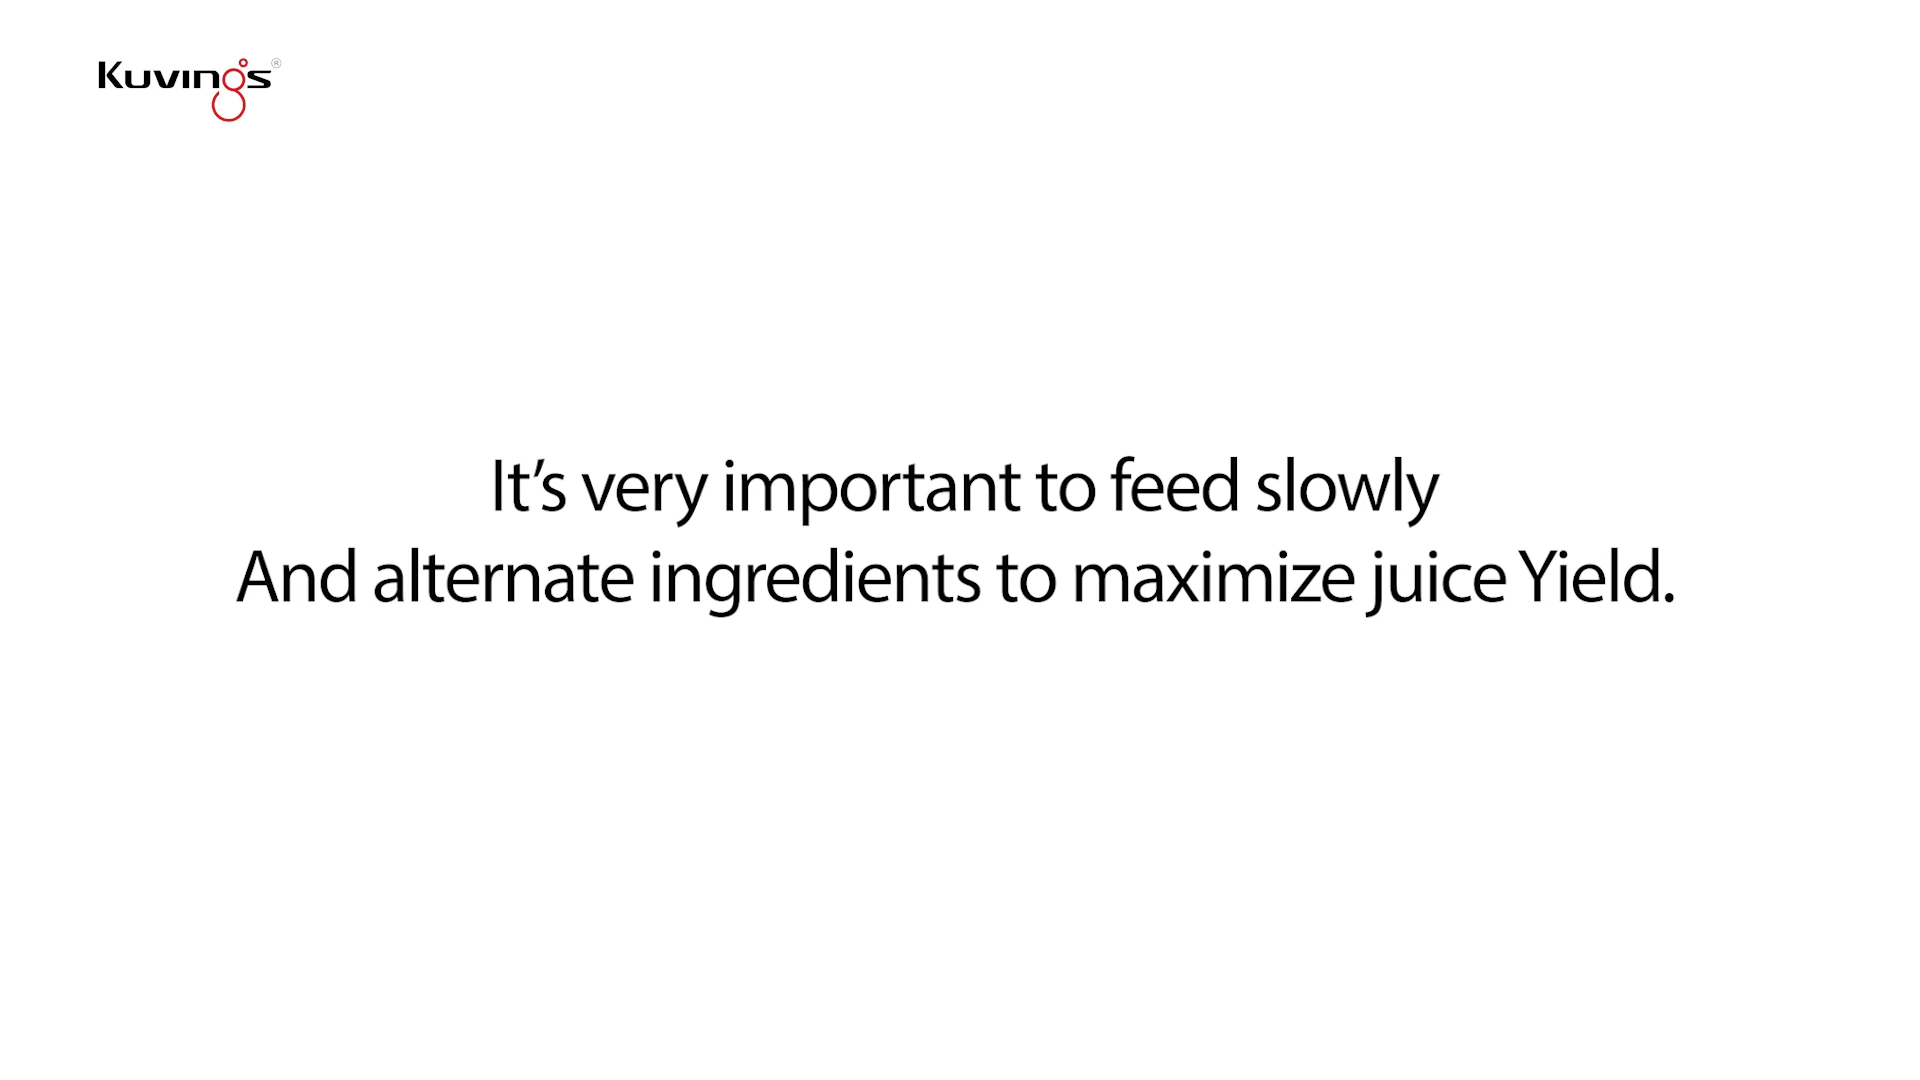 Kuvings®
It’s very important to feed slowly
And alternate ingredients to maximize juice Yield.